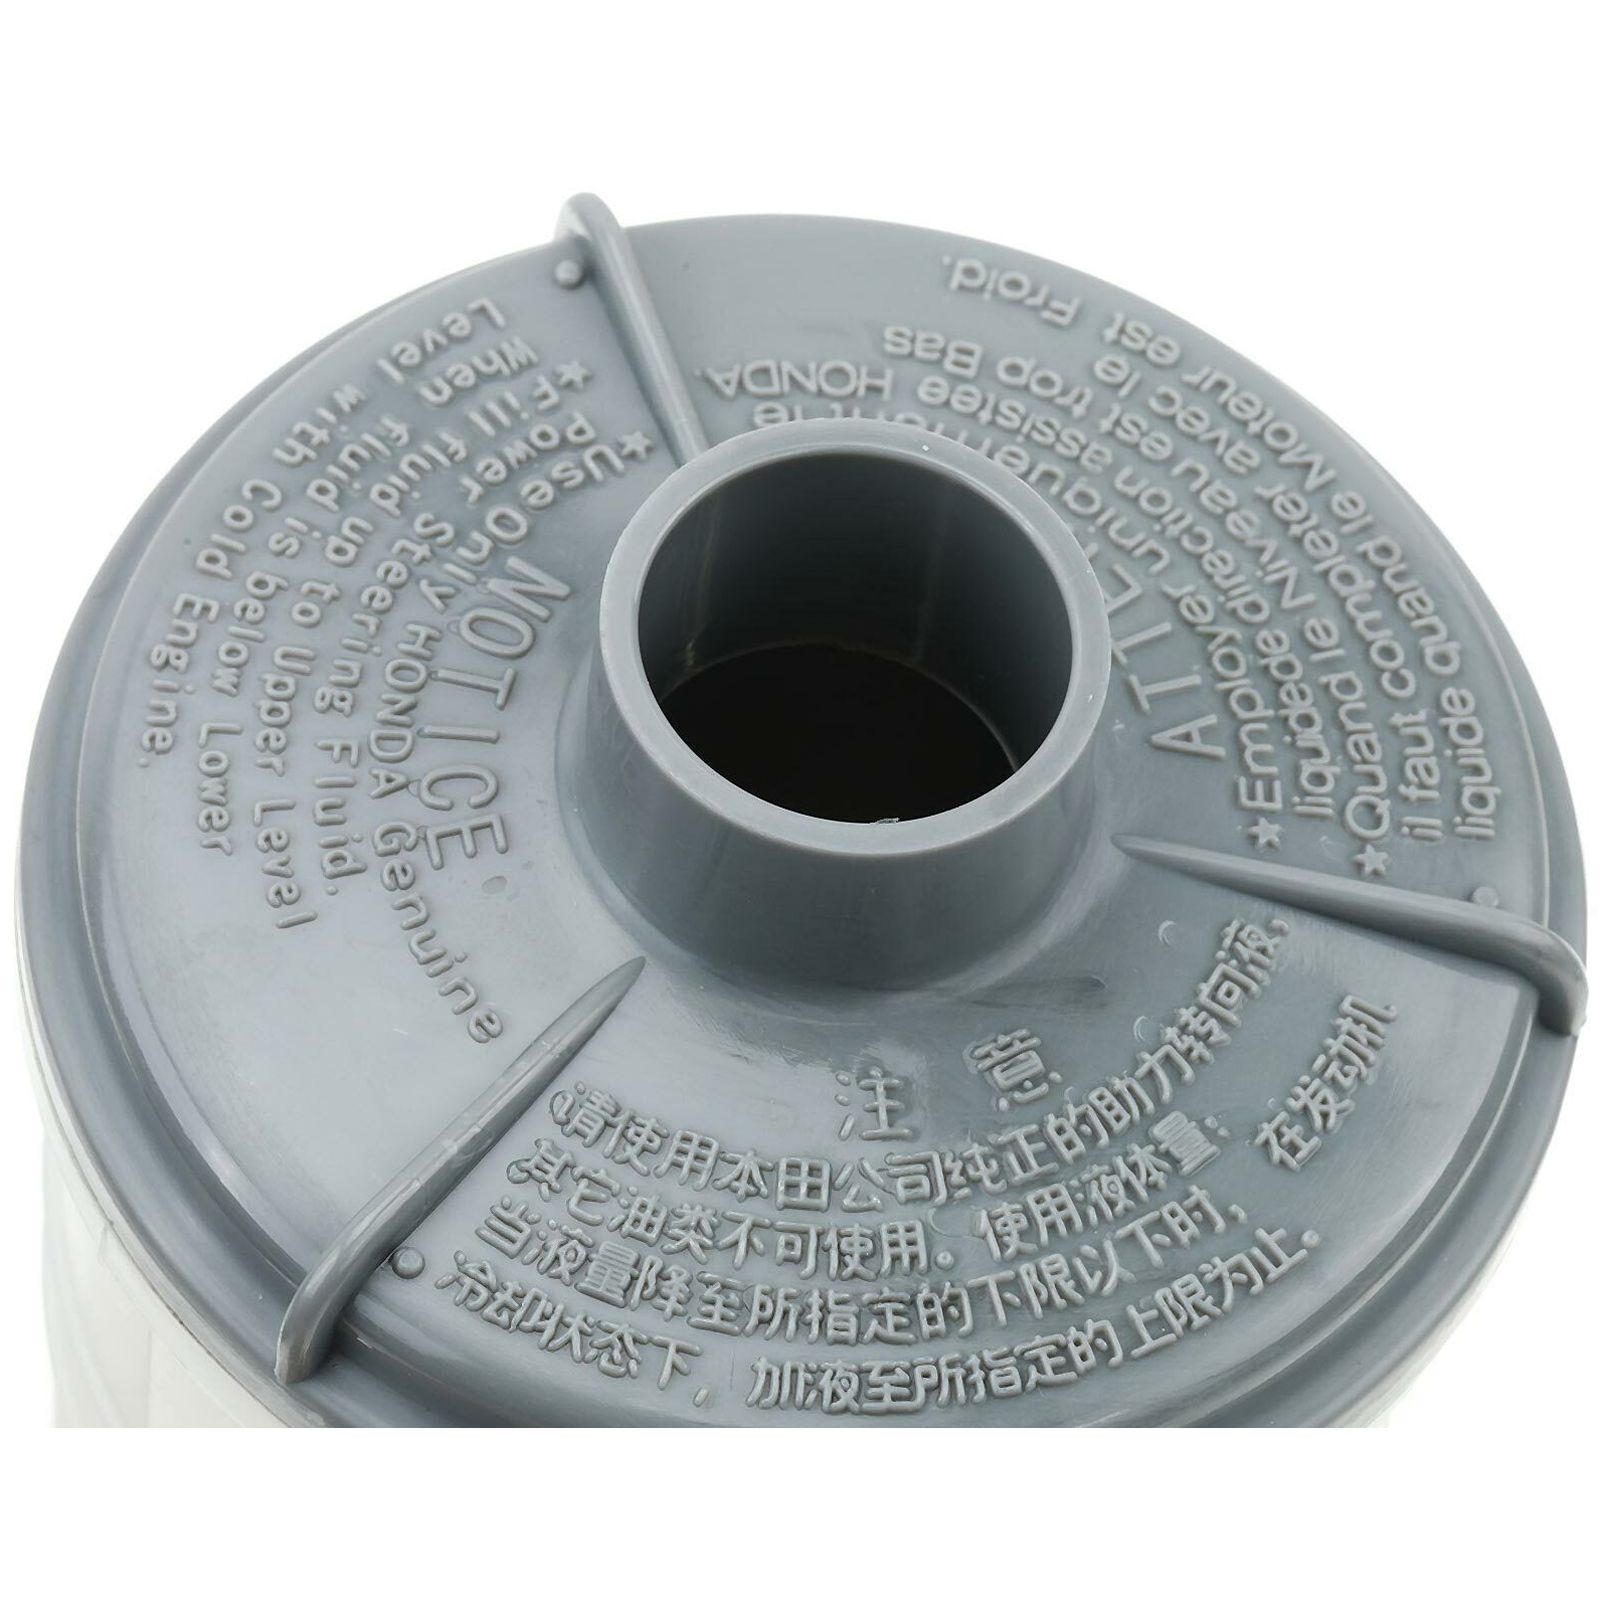 NOTICE
★Use Only HONDA Genuine
Power Steering Fluid.
★Fill fluid up to Upper Level
When fluid is below Lower
Level with Cold Engine.
ATTE
★Employer uniquement le
liquide de direction assistee HONDA.
★Quand le Niveau est trop Bas
il faut completer avec le
liquide quand le Moteur est Froid.
注意
请使用本田公司纯正的助力转向液,
其它油类不可使用。使用液体量:
当液量降至所指定的下限以下时, 在发动机
冷却状态下, 加液至所指定的上限为止。